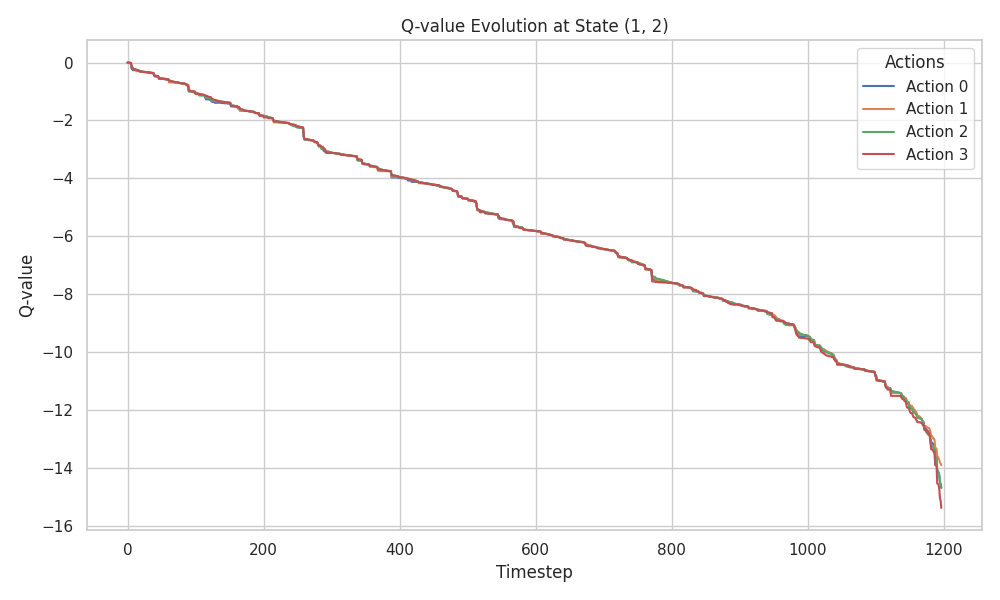 Q-value Evolution at State (1, 2)
Actions
Action 0
Action 1
Action 2
Action 3
Q-value
0
−2
−4
−6
−8
−10
−12
−14
−16
0 200 400 600 800 1000 1200
Timestep